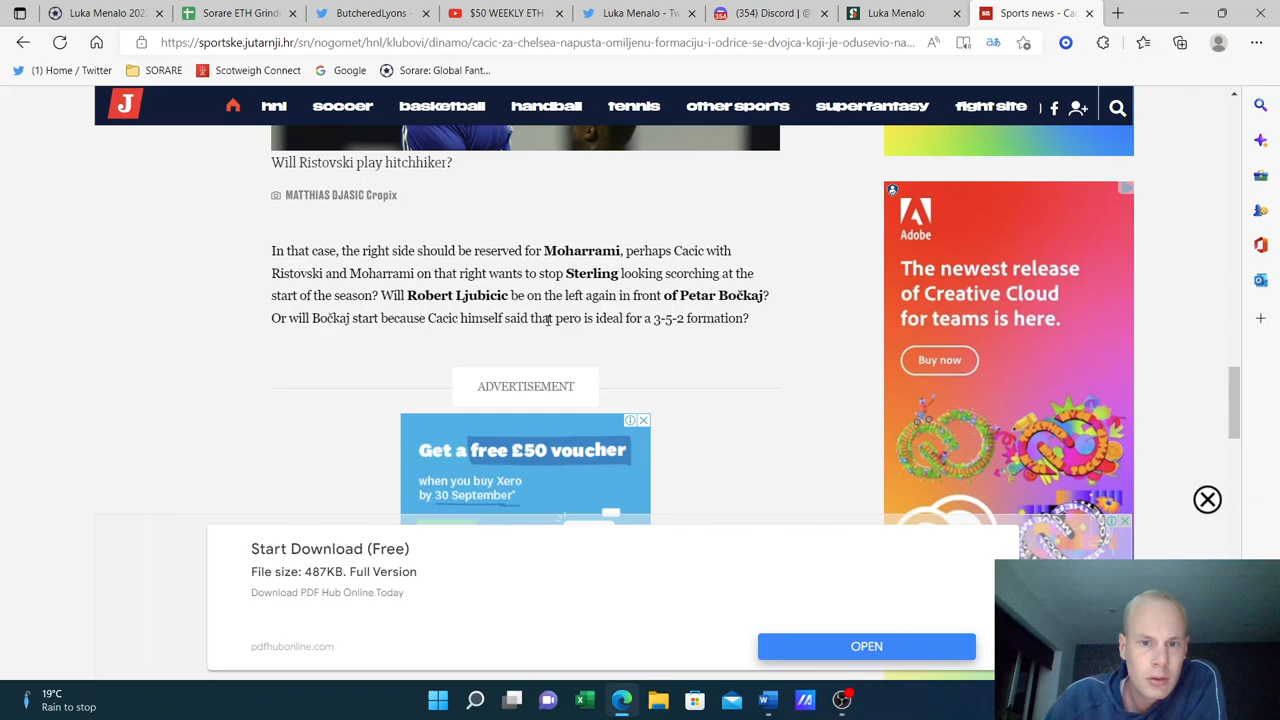 Luka Menalo 202
Sorare ETH Grind
ButcheredLyons -
$50 WEEKLY ETH
Luka Menalo - Tw
(354) Discord | @
Luka Menalo
Sports news - Ca
https://sportske.jutarnji.hr/sn/nogomet/hnl/klubovi/dinamo/cacic-za-chelsea-napusta-omiljenu-formaciju-i-odrice-se-dvojca-koji-je-odusevio-na...
(1) Home / Twitter
SORARE
Scotweigh Connect
Google
Sorare: Global Fant...
J
hnl
soccer
basketball
handball
tennis
other sports
superfantasy
fight site
Will Ristovski play hitchhiker?
MATTHIAS DJASIC Cropix
In that case, the right side should be reserved for Moharrami, perhaps Cacic with
Ristovski and Moharrami on that right wants to stop Sterling looking scorching at the
start of the season? Will Robert Ljubicic be on the left again in front of Petar Bočkaj?
Or will Bočkaj start because Cacic himself said that pero is ideal for a 3-5-2 formation?
ADVERTISEMENT
Get a free £50 voucher
when you buy Xero
by 30 September*
Adobe
The newest release
of Creative Cloud
for teams is here.
Buy now
Start Download (Free)
File size: 487KB. Full Version
Download PDF Hub Online Today
pdfhubonline.com
OPEN
19°C
Rain to stop